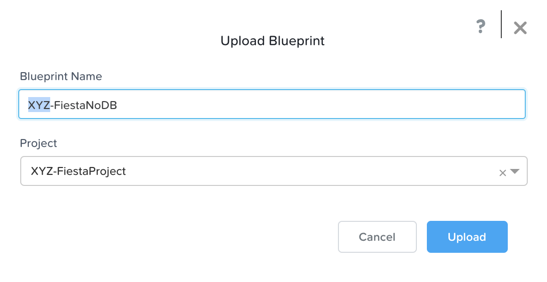 ?
Upload Blueprint
Blueprint Name
XYZ-FiestaNoDB
Project
XYZ-FiestaProject
Cancel Upload